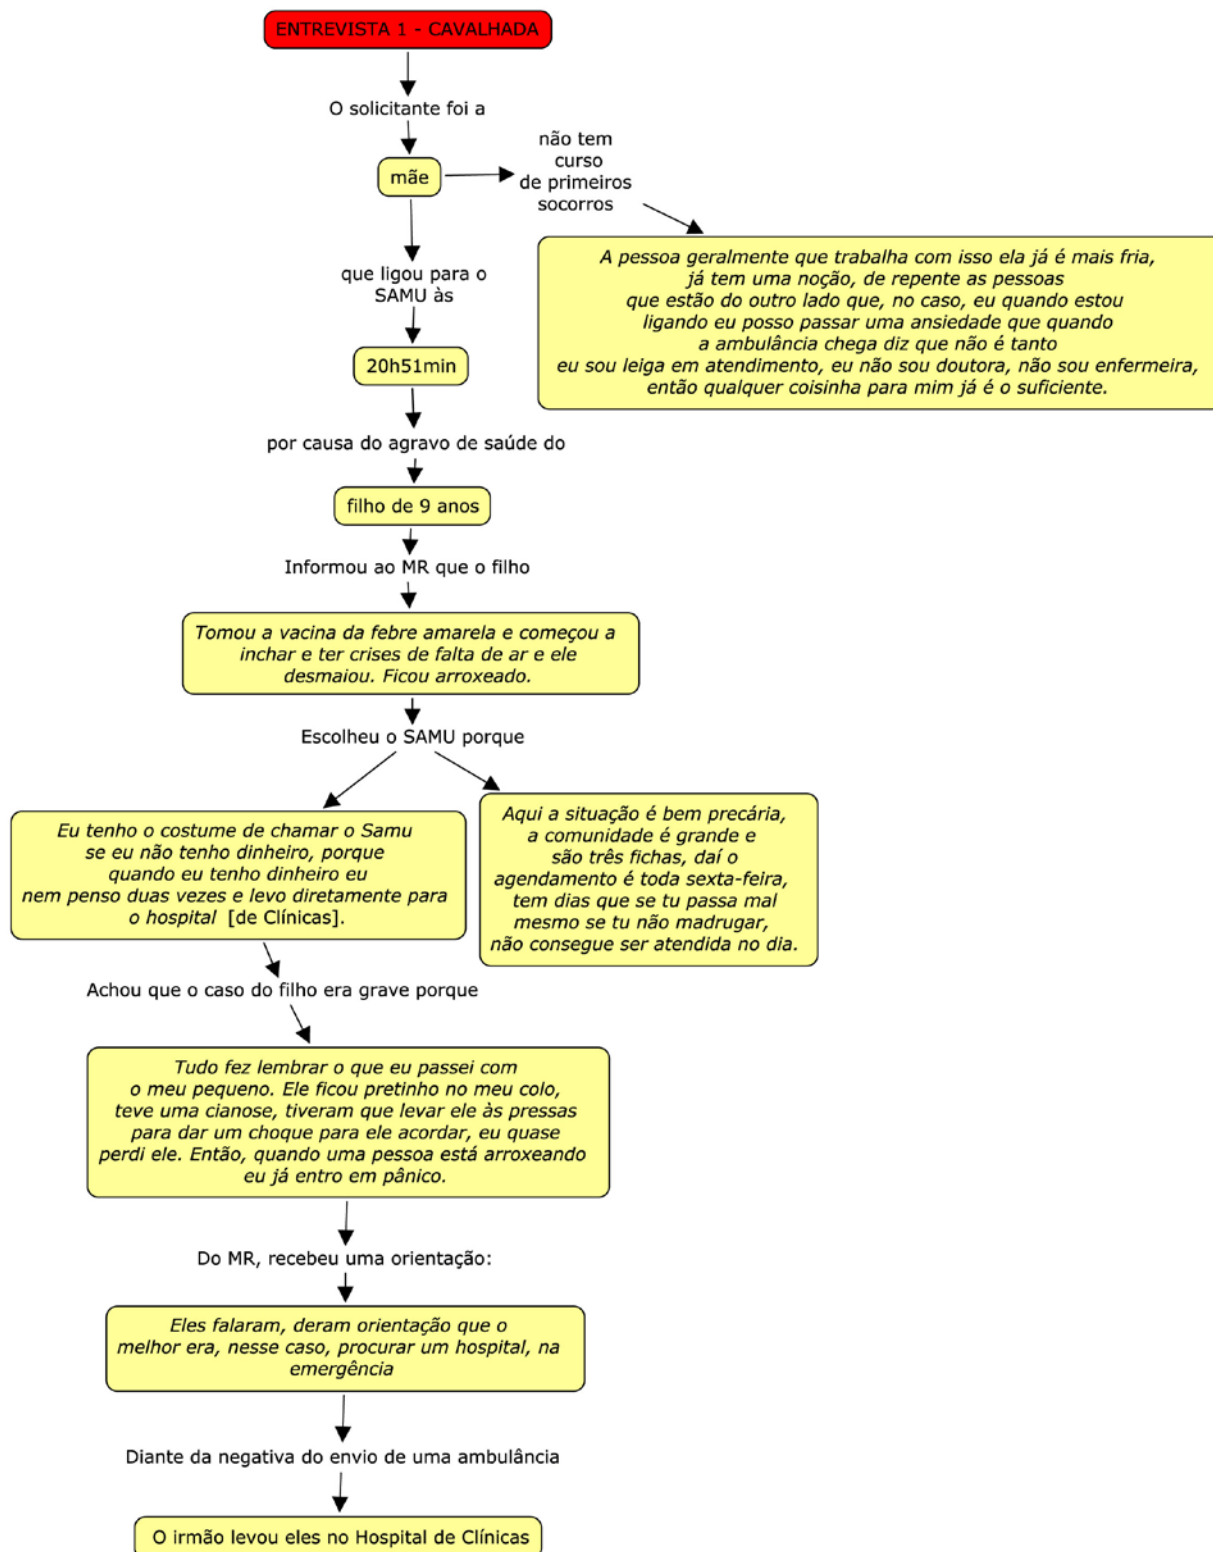 ENTREVISTA 1 - CAVALHADA
O solicitante foi a
mãe
não tem
curso
de primeiros
socorros
A pessoa geralmente que trabalha com isso ela já é mais fria,
já tem uma noção, de repente as pessoas
que estão do outro lado que, no caso, eu quando estou
ligando eu posso passar uma ansiedade que quando
a ambulância chega diz que não é tanto
eu sou leiga em atendimento, eu não sou doutora, não sou enfermeira,
então qualquer coisinha para mim já é o suficiente.
que ligou para o
SAMU às
20h51min
por causa do agravo de saúde do
filho de 9 anos
Informou ao MR que o filho
Tomou a vacina da febre amarela e começou a
inchar e ter crises de falta de ar e ele
desmaiou. Ficou arroxeado.
Escolheu o SAMU porque
Eu tenho o costume de chamar o Samu
se eu não tenho dinheiro, porque
quando eu tenho dinheiro eu
nem penso duas vezes e levo diretamente para
o hospital [de Clínicas].
Aqui a situação é bem precária,
a comunidade é grande e
são três fichas, daí o
agendamento é toda sexta-feira,
tem dias que se tu passa mal
mesmo se tu não madrugar,
não consegue ser atendida no dia.
Achou que o caso do filho era grave porque
Tudo fez lembrar o que eu passei com
o meu pequeno. Ele ficou pretinho no meu colo,
teve uma cianose, tiveram que levar ele às pressas
para dar um choque para ele acordar, eu quase
perdi ele. Então, quando uma pessoa está arroxeando
eu já entro em pânico.
Do MR, recebeu uma orientação:
Eles falaram, deram orientação que o
melhor era, nesse caso, procurar um hospital, na
emergência
Diante da negativa do envio de uma ambulância
O irmão levou eles no Hospital de Clínicas